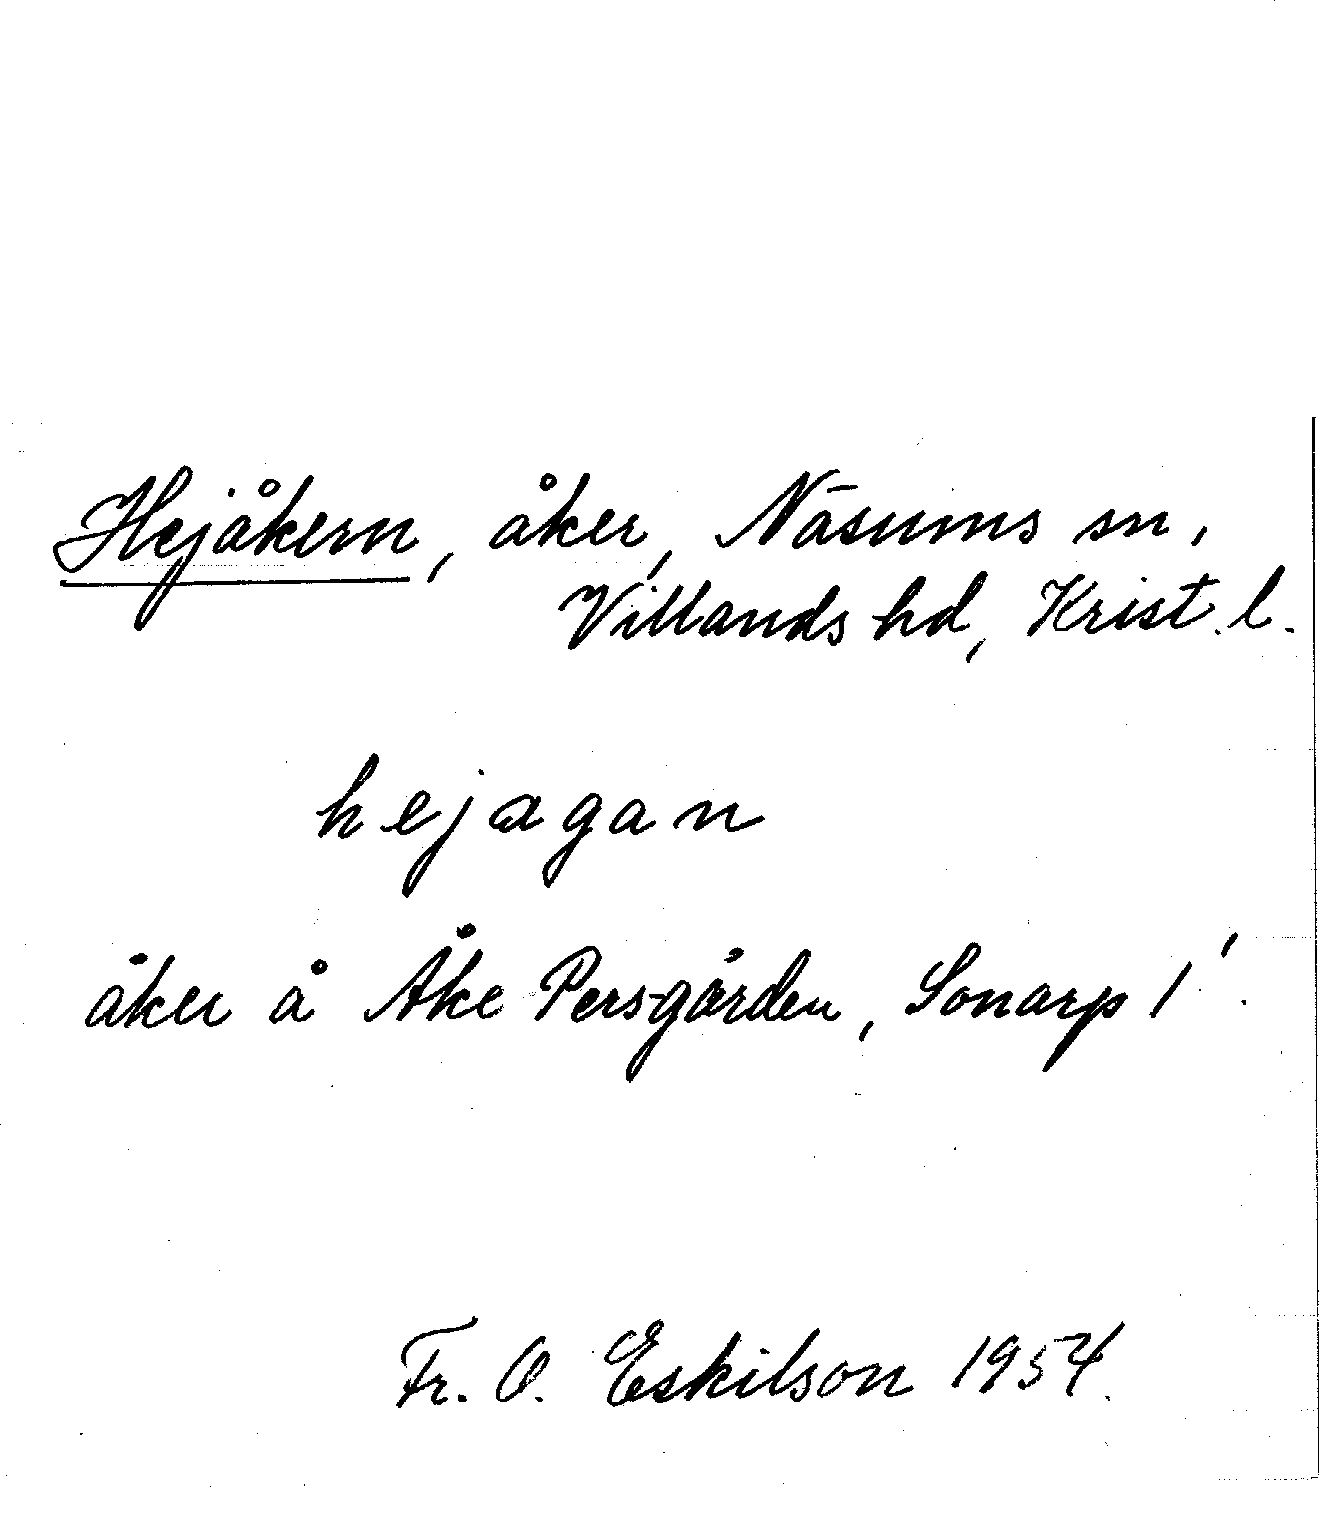 Hejåkern, åker, Näsums sn,
Villands hd, Krist. l.
hejagan
åker å Åke Persgården, Sonarp 1'.
Fr. O. Eskilson 1954.